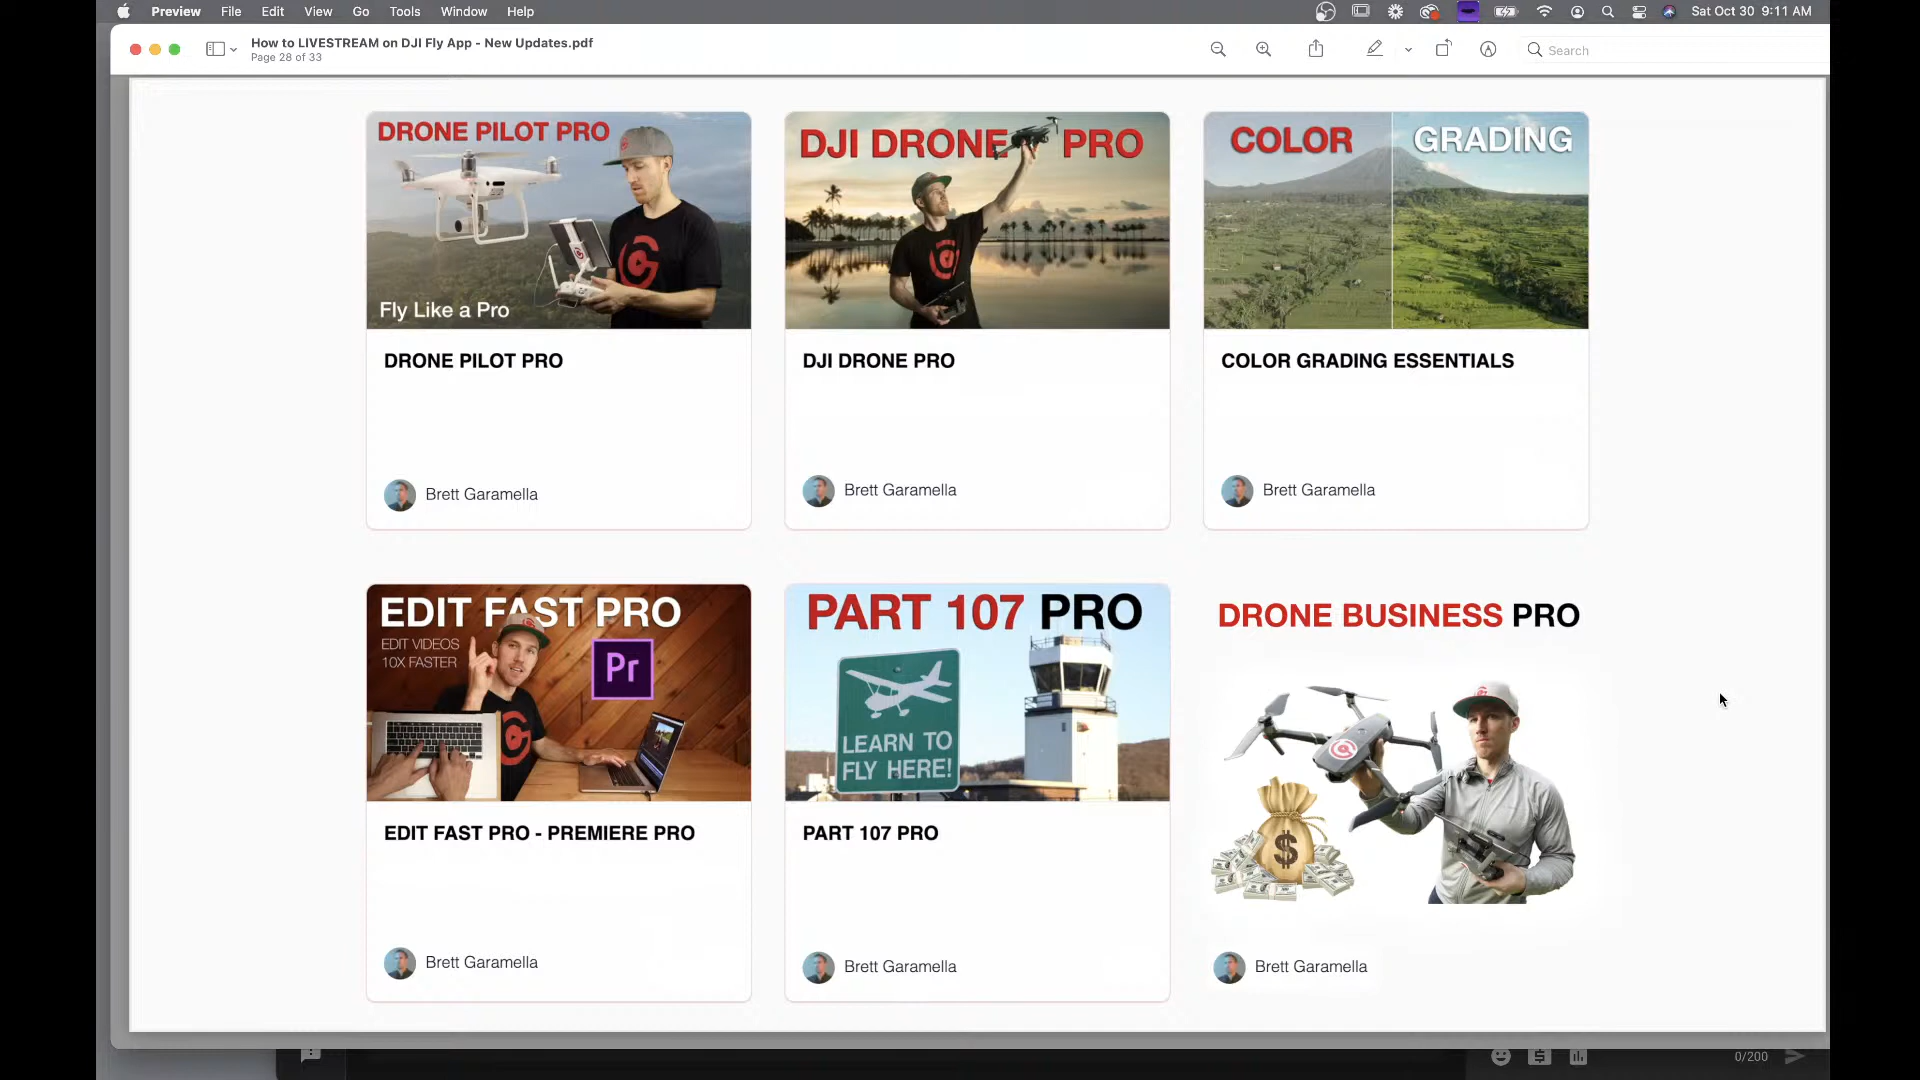 Preview File Edit View Go Tools Window Help
Sat Oct 30 9:11 AM
How to LIVESTREAM on DJI Fly App - New Updates.pdf
Page 28 of 33
Search
DRONE PILOT PRO
Fly Like a Pro
DRONE PILOT PRO
Brett Garamella
DJI DRONE PRO
DJI DRONE PRO
Brett Garamella
COLOR GRADING
COLOR GRADING ESSENTIALS
Brett Garamella
EDIT FAST PRO
EDIT VIDEOS
10X FASTER
Pr
EDIT FAST PRO - PREMIERE PRO
Brett Garamella
PART 107 PRO
LEARN TO
FLY HERE!
PART 107 PRO
Brett Garamella
DRONE BUSINESS PRO
$
Brett Garamella
0/200